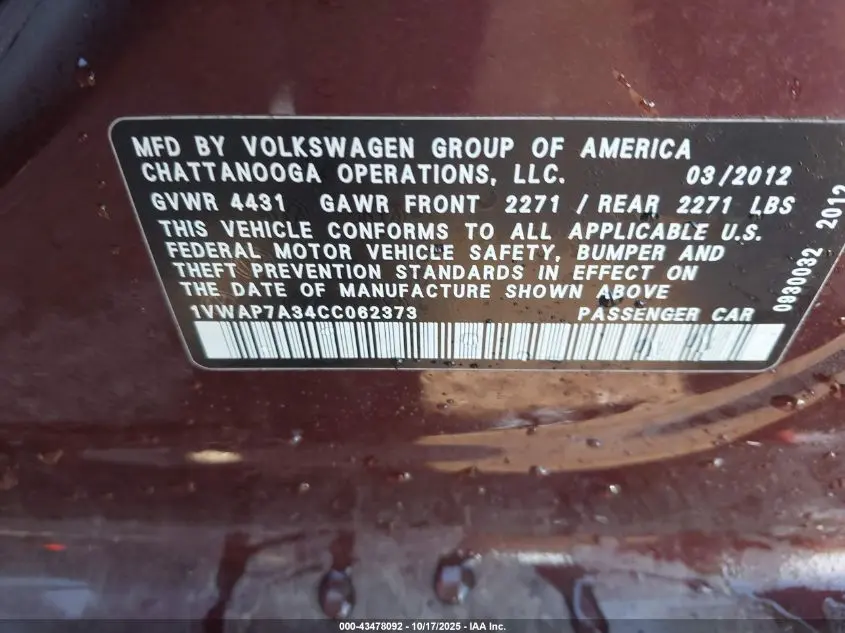 MFD BY VOLKSWAGEN GROUP OF AMERICA
CHATTANOOGA OPERATIONS, LLC. 03/2012
GVWR 4431 GAWR FRONT 2271 / REAR 2271 LBS
THIS VEHICLE CONFORMS TO ALL APPLICABLE U.S.
FEDERAL MOTOR VEHICLE SAFETY, BUMPER AND
THEFT PREVENTION STANDARDS IN EFFECT ON
THE DATE OF MANUFACTURE SHOWN ABOVE
1VWAP7A34CC062373 PASSENGER CAR
0930032 2012
000-43478092 | 10/17/2025 | IAA Inc.